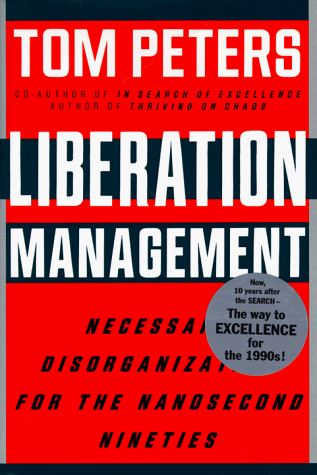 TOM PETERS
CO-AUTHOR OF IN SEARCH OF EXCELLENCE
AUTHOR OF THRIVING ON CHAOS
LIBERATION
MANAGEMENT
Now,
10 years after
the SEARCH–
The way to
EXCELLENCE
for
the 1990s!
FOR THE NANOSECOND
NINETIES